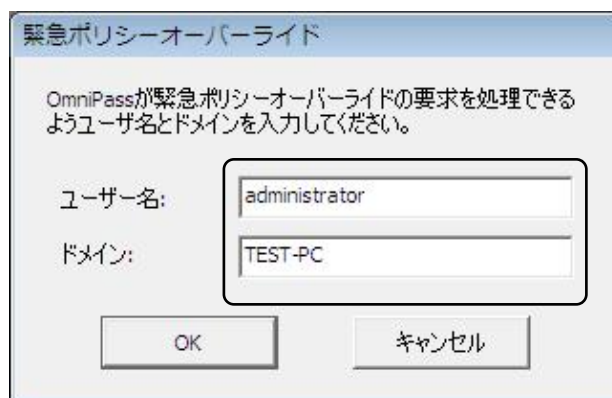 緊急ポリシーオーバーライド
OmniPassが緊急ポリシーオーバーライドの要求を処理できる
ようユーザ名とドメインを入力してください。
ユーザー名: administrator
ドメイン: TEST-PC
OK キャンセル